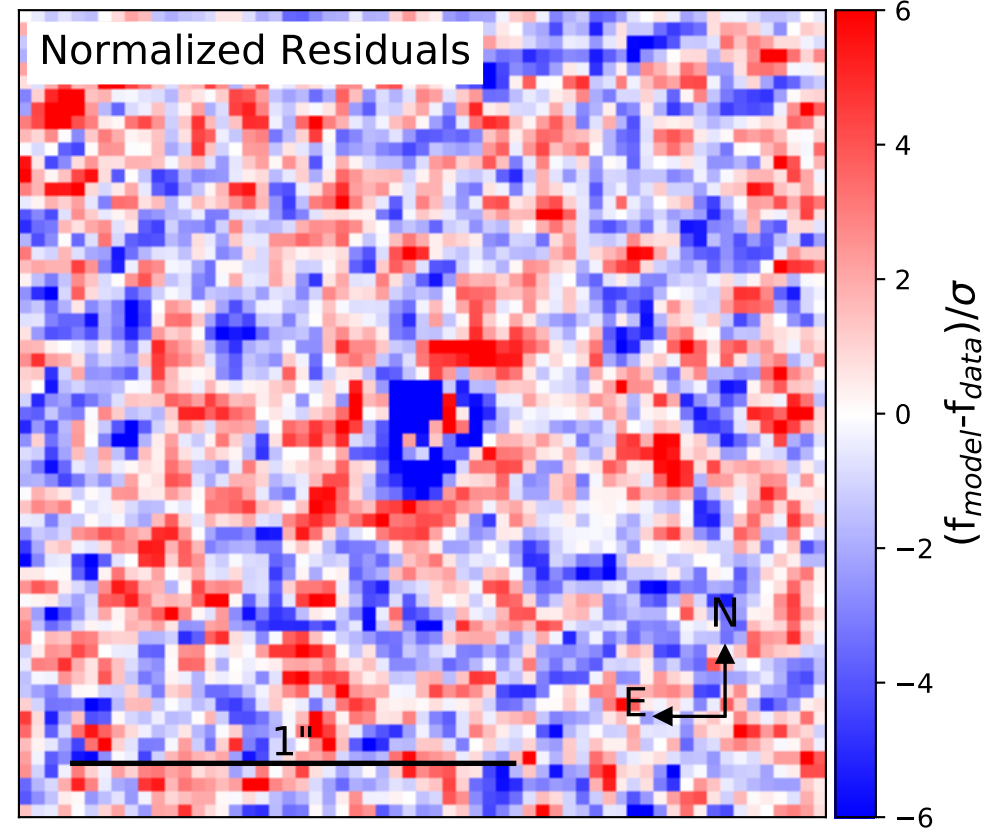 Normalized Residuals
6
4
2
0
−2
−4
−6
(f_model-f_data)/σ
N
E
1"